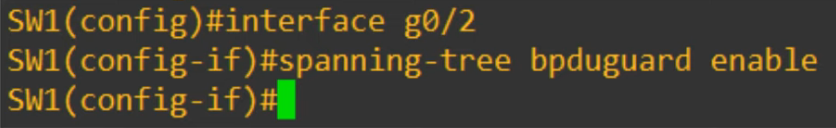 SW1(config)#interface g0/2
SW1(config-if)#spanning-tree bpduguard enable
SW1(config-if)#